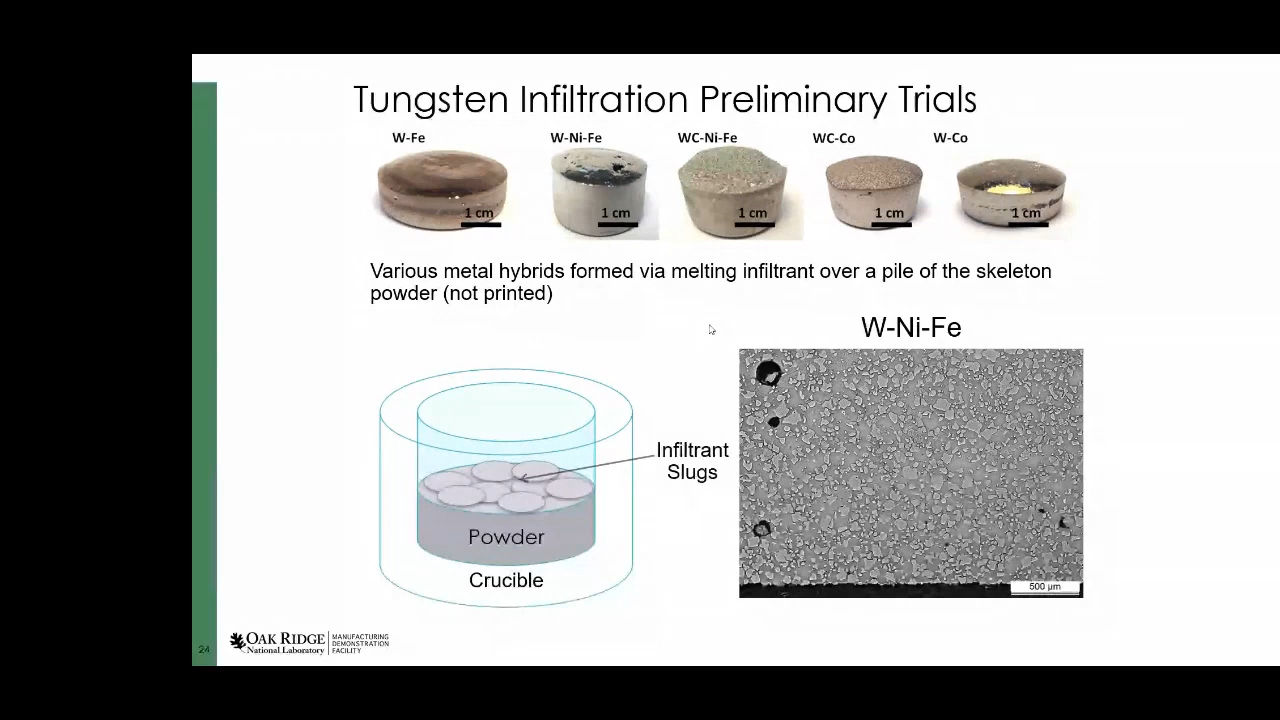 Tungsten Infiltration Preliminary Trials
W-Fe
W-Ni-Fe
WC-Ni-Fe
WC-Co
W-Co
1 cm
1 cm
1 cm
1 cm
1 cm
Various metal hybrids formed via melting infiltrant over a pile of the skeleton
powder (not printed)
W-Ni-Fe
Infiltrant
Slugs
Powder
Crucible
500 µm
24
OAK RIDGE
National Laboratory
MANUFACTURING
DEMONSTRATION
FACILITY